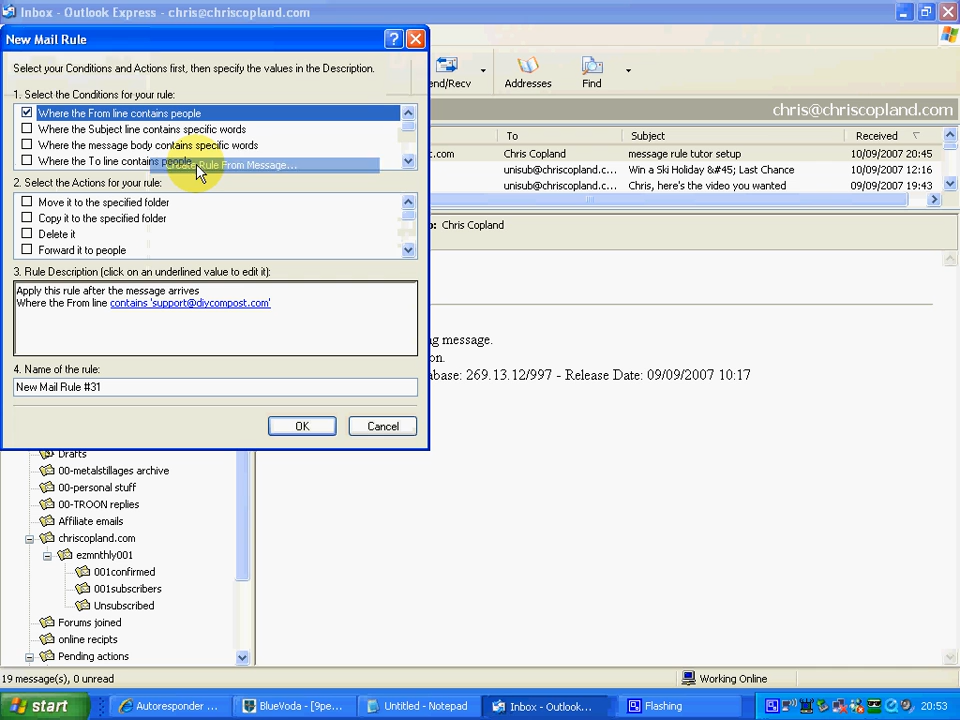 Inbox - Outlook Express - chris@chriscopland.com
New Mail Rule
Select your Conditions and Actions first, then specify the values in the Description.
1. Select the Conditions for your rule:
Where the From line contains people
Where the Subject line contains specific words
Where the message body contains specific words
Where the To line contains people
Create Rule From Message...
2. Select the Actions for your rule:
Move it to the specified folder
Copy it to the specified folder
Delete it
Forward it to people
3. Rule Description (click on an underlined value to edit it):
Apply this rule after the message arrives
Where the From line contains 'support@diycompost.com'
4. Name of the rule:
New Mail Rule #31
OK Cancel
nd/Recv Addresses Find
chris@chriscopland.com
To Subject Received
.com Chris Copland message rule tutor setup 10/09/2007 20:45
unisub@chriscopland.c... Win a Ski Holiday &#45; Last Chance 10/09/2007 12:16
unisub@chriscopland.c... Chris, here's the video you wanted 09/09/2007 19:43
: Chris Copland
g message.
on.
abase: 269.13.12/997 - Release Date: 09/09/2007 10:17
Drafts
00-metalstillages archive
00-personal stuff
00-TROON replies
Affiliate emails
chriscopland.com
ezmnthly001
001confirmed
001subscribers
Unsubscribed
Forums joined
online recipts
Pending actions
19 message(s), 0 unread Working Online
start Autoresponder ... BlueVoda - [9pe... Untitled - Notepad Inbox - Outlook... Flashing 20:53